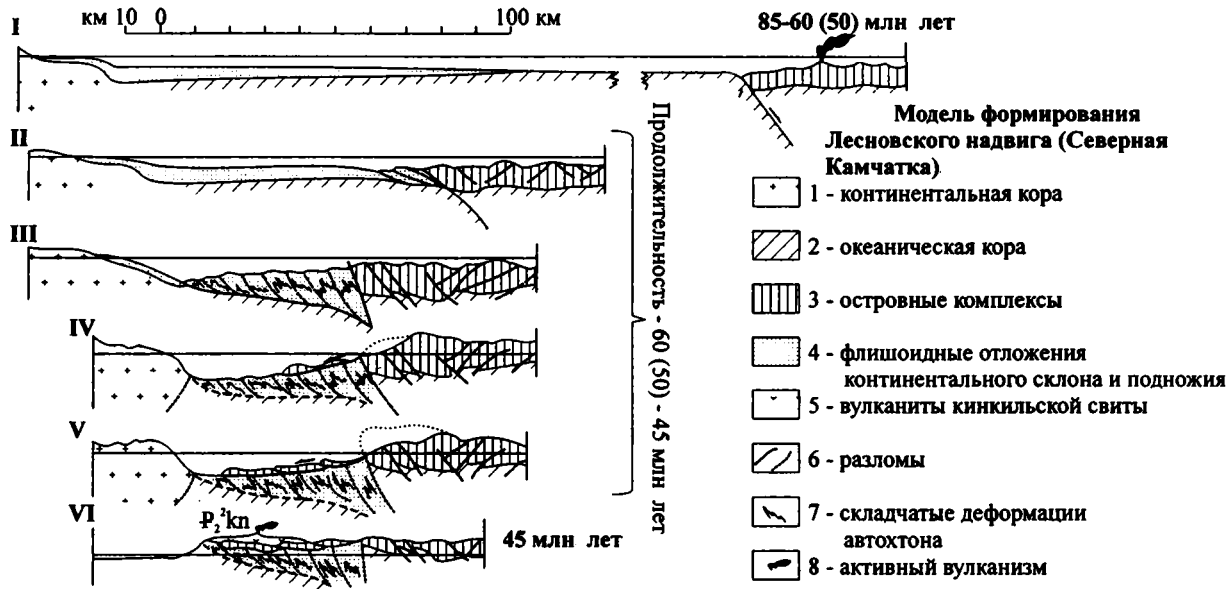 км 10 0 100 км
I
85-60 (50) млн лет
Модель формирования
Лесновского надвига (Северная
Камчатка)
II
III
IV
V
VI
Продолжительность - 60 (50) - 45 млн лет
1 - континентальная кора
2 - океаническая кора
3 - островные комплексы
4 - флишоидные отложения
континентального склона и подножия
5 - вулканиты кинкильской свиты
6 - разломы
7 - складчатые деформации
автохтона
8 - активный вулканизм
P₂²kn
45 млн лет